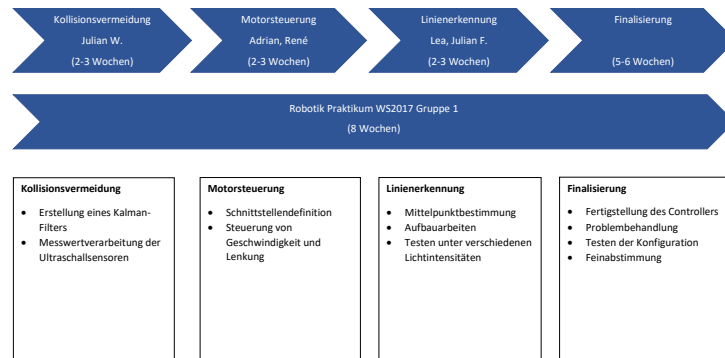 Kollisionsvermeidung
Julian W.
(2-3 Wochen)
Motorsteuerung
Adrian, René
(2-3 Wochen)
Linienerkennung
Lea, Julian F.
(2-3 Wochen)
Finalisierung
(5-6 Wochen)
Robotik Praktikum WS2017 Gruppe 1
(8 Wochen)
Kollisionsvermeidung
• Erstellung eines Kalman-
Filters
• Messwertverarbeitung der
Ultraschallsensoren
Motorsteuerung
• Schnittstellendefinition
• Steuerung von
Geschwindigkeit und
Lenkung
Linienerkennung
• Mittelpunktbestimmung
• Aufbauarbeiten
• Testen unter verschiedenen
Lichtintensitäten
Finalisierung
• Fertigstellung des Controllers
• Problembehandlung
• Testen der Konfiguration
• Feinabstimmung